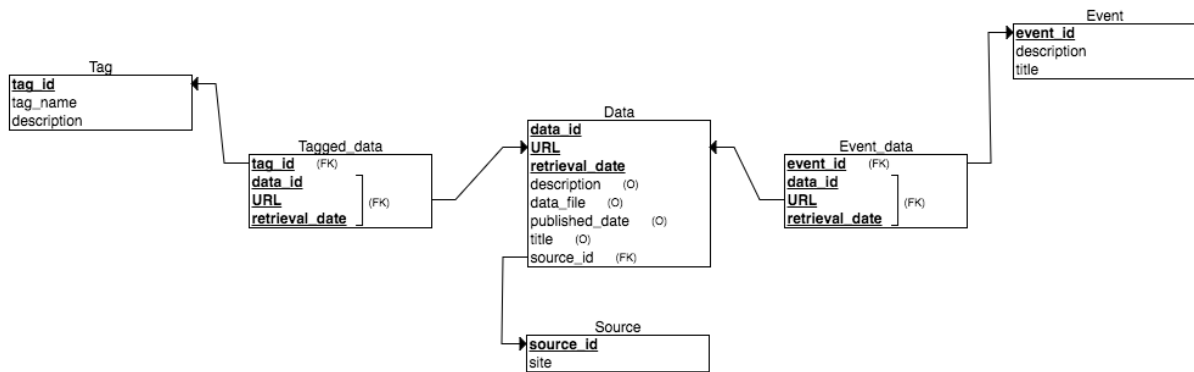 Event
event_id
description
title
Tag
tag_id
tag_name
description
Data
data_id
URL
retrieval_date
description (O)
data_file (O)
published_date (O)
title (O)
source_id (FK)
Tagged_data
tag_id (FK)
data_id
URL (FK)
retrieval_date
Event_data
event_id (FK)
data_id
URL (FK)
retrieval_date
Source
source_id
site